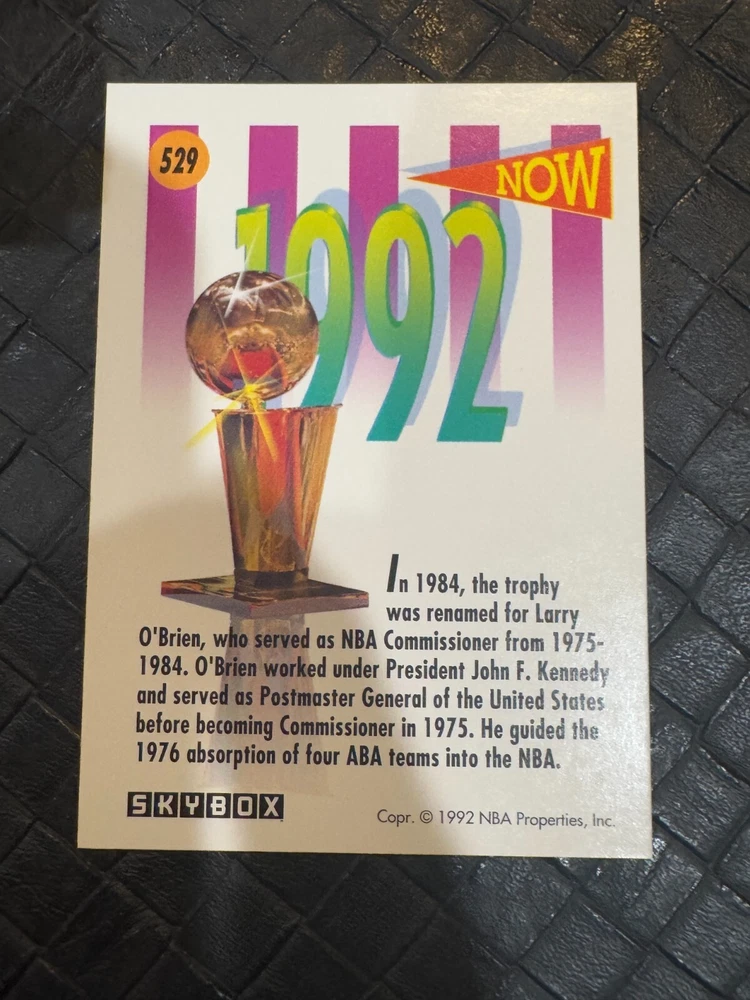 529
NOW
1992
In 1984, the trophy
was renamed for Larry
O'Brien, who served as NBA Commissioner from 1975-
1984. O'Brien worked under President John F. Kennedy
and served as Postmaster General of the United States
before becoming Commissioner in 1975. He guided the
1976 absorption of four ABA teams into the NBA.
SKYBOX
Copr. © 1992 NBA Properties, Inc.